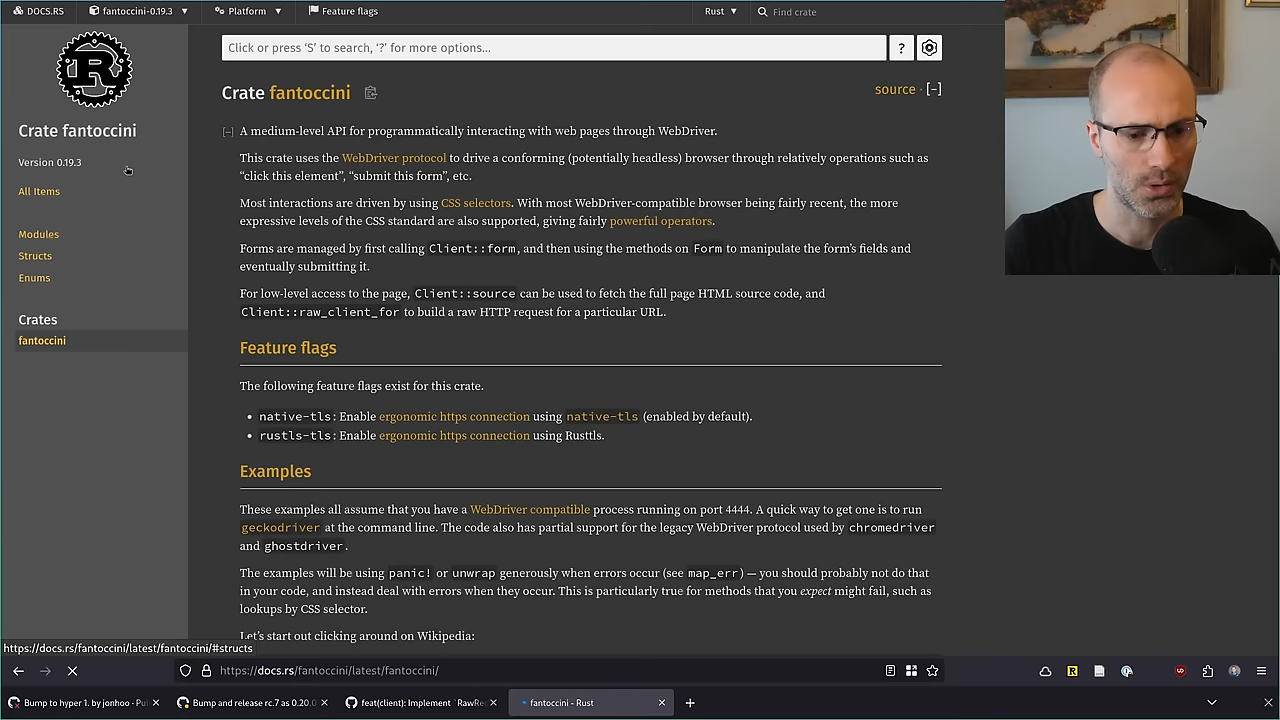 DOCS.RS
fantoccini-0.19.3
Platform
Feature flags
Rust
Find crate
Click or press ‘S’ to search, ‘?’ for more options…
?
Crate fantoccini
Version 0.19.3
All Items
Modules
Structs
Enums
Crates
fantoccini
Crate fantoccini
source · [−]
[−] A medium-level API for programmatically interacting with web pages through WebDriver.
This crate uses the WebDriver protocol to drive a conforming (potentially headless) browser through relatively operations such as
“click this element”, “submit this form”, etc.
Most interactions are driven by using CSS selectors. With most WebDriver-compatible browser being fairly recent, the more
expressive levels of the CSS standard are also supported, giving fairly powerful operators.
Forms are managed by first calling Client::form, and then using the methods on Form to manipulate the form’s fields and
eventually submitting it.
For low-level access to the page, Client::source can be used to fetch the full page HTML source code, and
Client::raw_client_for to build a raw HTTP request for a particular URL.
Feature flags
The following feature flags exist for this crate.
• native-tls: Enable ergonomic https connection using native-tls (enabled by default).
• rustls-tls: Enable ergonomic https connection using Rusttls.
Examples
These examples all assume that you have a WebDriver compatible process running on port 4444. A quick way to get one is to run
geckodriver at the command line. The code also has partial support for the legacy WebDriver protocol used by chromedriver
and ghostdriver.
The examples will be using panic! or unwrap generously when errors occur (see map_err) — you should probably not do that
in your code, and instead deal with errors when they occur. This is particularly true for methods that you expect might fail, such as
lookups by CSS selector.
Let’s start out clicking around on Wikipedia:
https://docs.rs/fantoccini/latest/fantoccini/#structs
https://docs.rs/fantoccini/latest/fantoccini/
Bump to hyper 1. by jonhoo · Pul
Bump and release rc.7 as 0.20.0
feat(client): Implement `RawRe
fantoccini - Rust